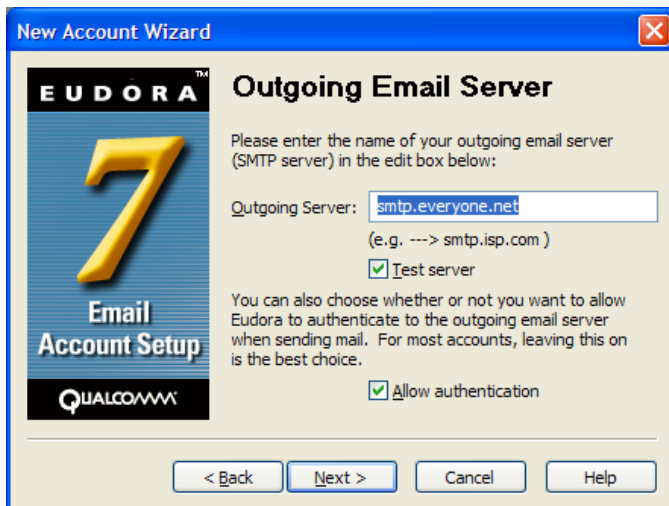 New Account Wizard
EUDORA™
7
Email
Account Setup
QUALCOMM
Outgoing Email Server
Please enter the name of your outgoing email server
(SMTP server) in the edit box below:
Outgoing Server: smtp.everyone.net
(e.g. ---> smtp.isp.com )
Test server
You can also choose whether or not you want to allow
Eudora to authenticate to the outgoing email server
when sending mail.  For most accounts, leaving this on
is the best choice.
Allow authentication
< Back Next > Cancel Help